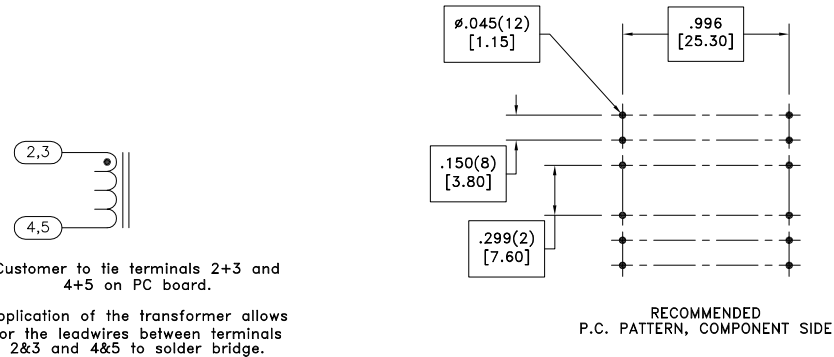 ø.045(12)
[1.15]
.996
[25.30]
2,3
.150(8)
[3.80]
4,5
.299(2)
[7.60]
Customer to tie terminals 2+3 and
4+5 on PC board.
pplication of the transformer allows
or the leadwires between terminals
2&3 and 4&5 to solder bridge.
RECOMMENDED
P.C. PATTERN, COMPONENT SIDE